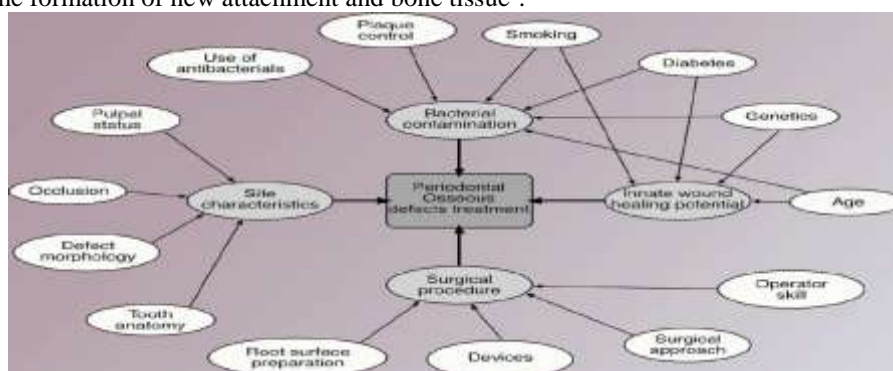 ne formation of new attachment and bone tissue .
Plaque
control
Smoking
Use of
antibacterials
Diabetes
Bacterial
contamination
Pulpal
status
Genetics
Occlusion
Site
characteristics
Periodontal
Osseous
defects treatment
Innate wound
healing potential
Age
Defect
morphology
Surgical
procedure
Operator
skill
Tooth
anatomy
Root surface
preparation
Devices
Surgical
approach